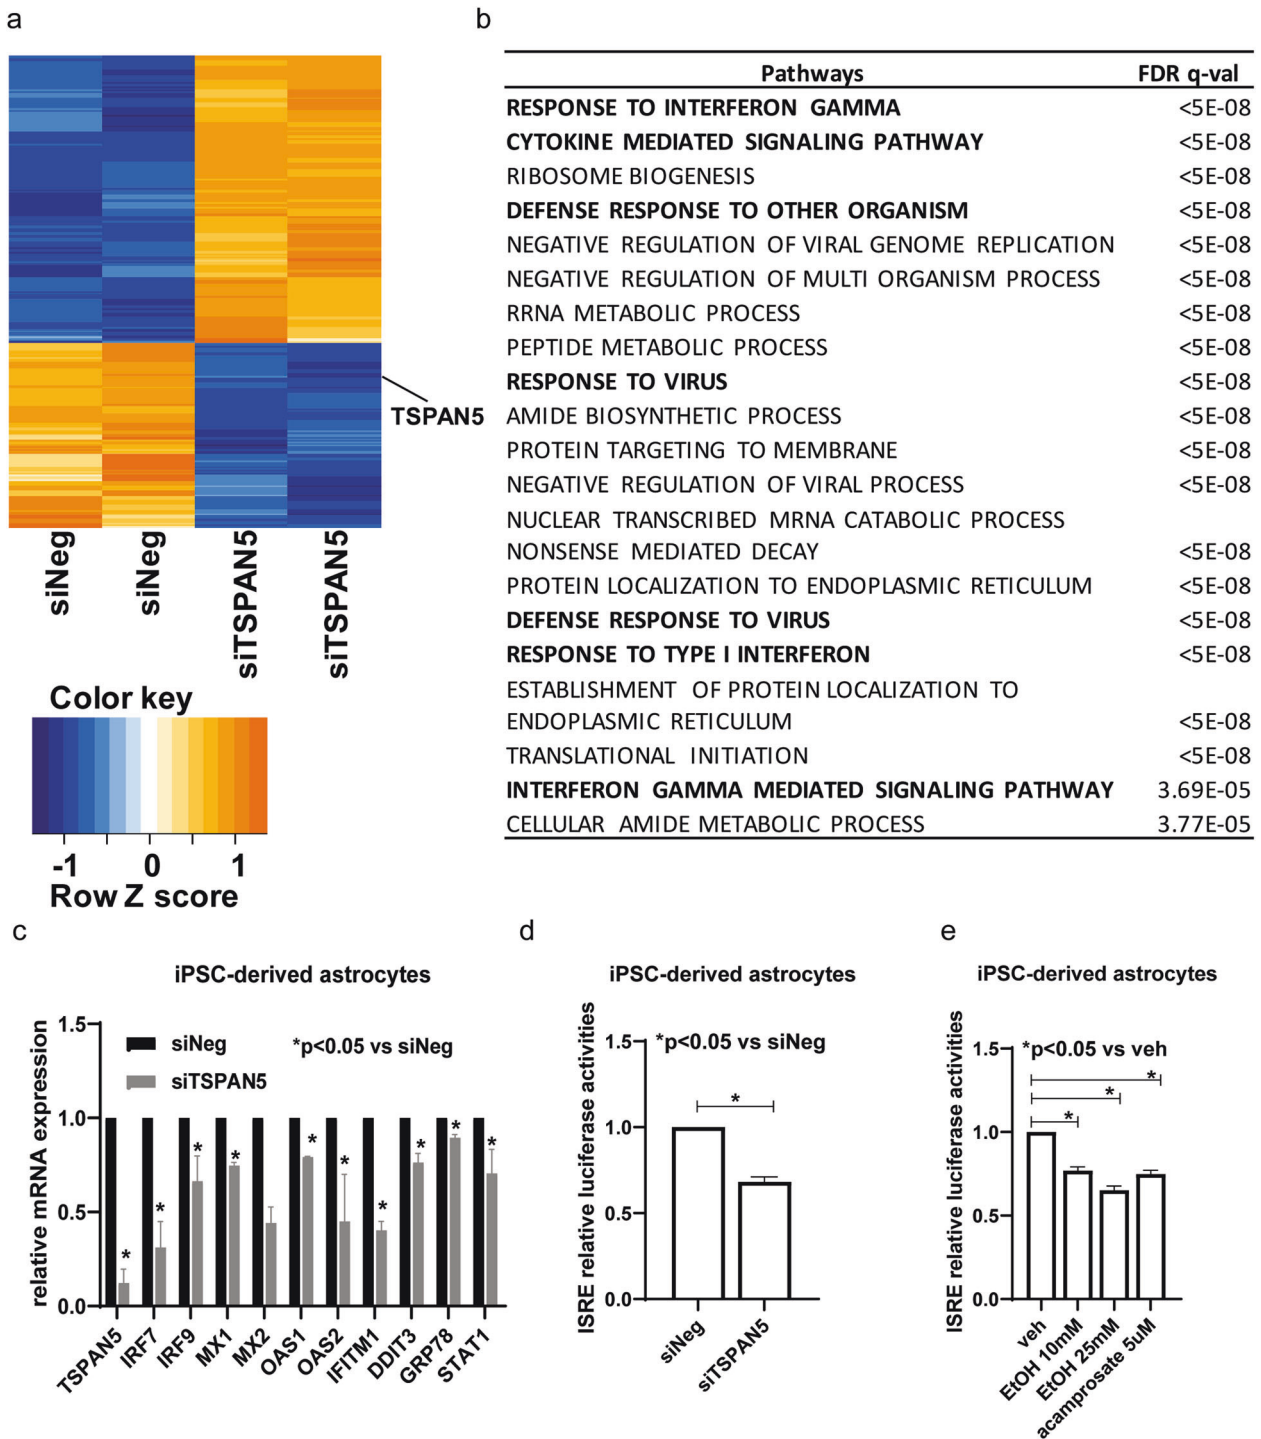 a
TSPAN5
siNeg
siNeg
siTSPAN5
siTSPAN5
Color key
-1 0 1
Row Z score
b
Pathways FDR q-val
RESPONSE TO INTERFERON GAMMA <5E-08
CYTOKINE MEDIATED SIGNALING PATHWAY <5E-08
RIBOSOME BIOGENESIS <5E-08
DEFENSE RESPONSE TO OTHER ORGANISM <5E-08
NEGATIVE REGULATION OF VIRAL GENOME REPLICATION <5E-08
NEGATIVE REGULATION OF MULTI ORGANISM PROCESS <5E-08
RRNA METABOLIC PROCESS <5E-08
PEPTIDE METABOLIC PROCESS <5E-08
RESPONSE TO VIRUS <5E-08
AMIDE BIOSYNTHETIC PROCESS <5E-08
PROTEIN TARGETING TO MEMBRANE <5E-08
NEGATIVE REGULATION OF VIRAL PROCESS <5E-08
NUCLEAR TRANSCRIBED MRNA CATABOLIC PROCESS
NONSENSE MEDIATED DECAY <5E-08
PROTEIN LOCALIZATION TO ENDOPLASMIC RETICULUM <5E-08
DEFENSE RESPONSE TO VIRUS <5E-08
RESPONSE TO TYPE I INTERFERON <5E-08
ESTABLISHMENT OF PROTEIN LOCALIZATION TO
ENDOPLASMIC RETICULUM <5E-08
TRANSLATIONAL INITIATION <5E-08
INTERFERON GAMMA MEDIATED SIGNALING PATHWAY 3.69E-05
CELLULAR AMIDE METABOLIC PROCESS 3.77E-05
c
iPSC-derived astrocytes
relative mRNA expression
1.5
1.0
0.5
0.0
siNeg
siTSPAN5
*p<0.05 vs siNeg
* * * * * * * * * *
TSPAN5
IRF7
IRF9
MX1
MX2
OAS1
OAS2
IFITM1
DDIT3
GRP78
STAT1
d
iPSC-derived astrocytes
ISRE relative luciferase activities
1.5
1.0
0.5
0.0
*p<0.05 vs siNeg
*
siNeg
siTSPAN5
e
iPSC-derived astrocytes
ISRE relative luciferase activities
1.5
1.0
0.5
0.0
*p<0.05 vs veh
*
*
*
veh
EtOH 10mM
EtOH 25mM
acamprosate 5uM